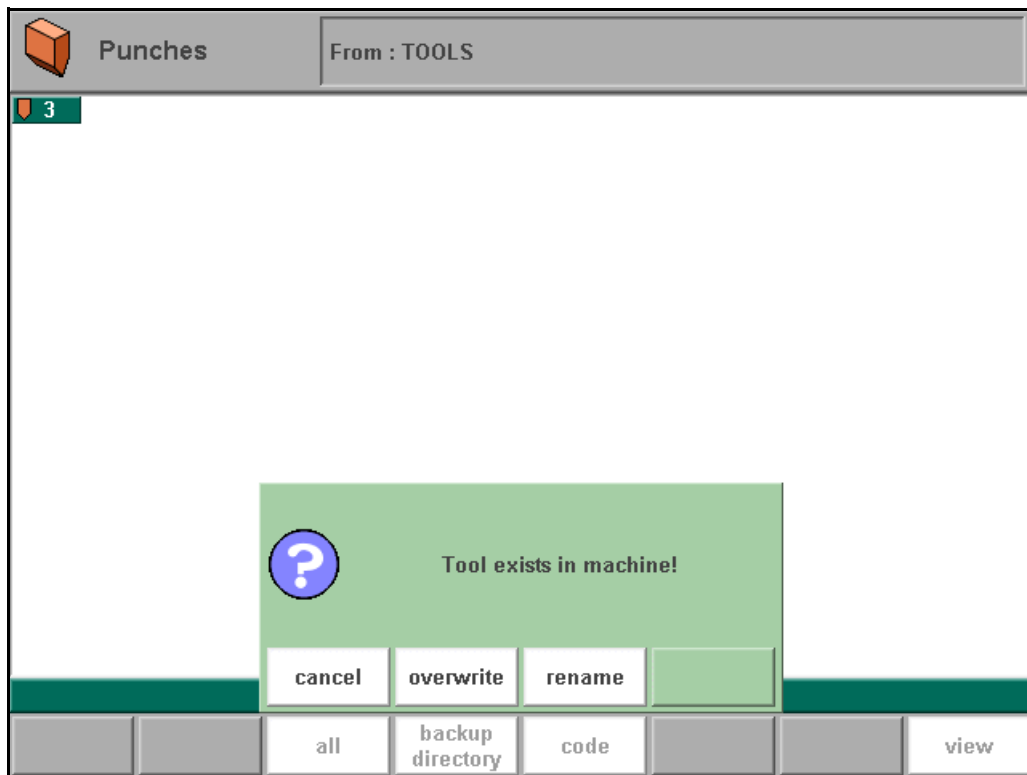 Punches
From : TOOLS
3
?
Tool exists in machine!
cancel
overwrite
rename
all
backup
directory
code
view